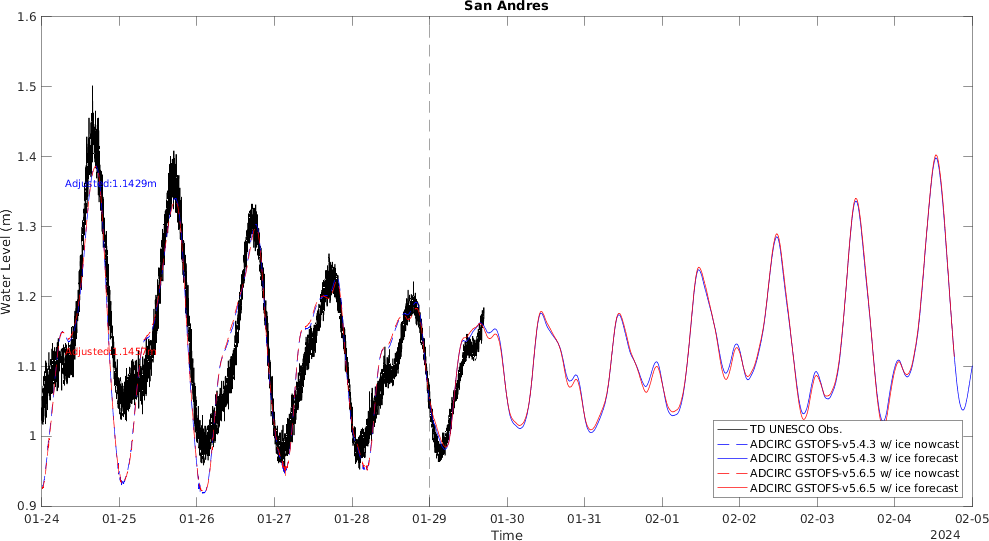 San Andres
1.6
1.5
1.4
1.3
1.2
1.1
1
0.9
Water Level (m)
Adjusted:1.1429m
Adjusted:1.1457m
01-24
01-25
01-26
01-27
01-28
01-29
01-30
01-31
02-01
02-02
02-03
02-04
02-05
Time
2024
TD UNESCO Obs.
ADCIRC GSTOFS-v5.4.3 w/ ice nowcast
ADCIRC GSTOFS-v5.4.3 w/ ice forecast
ADCIRC GSTOFS-v5.6.5 w/ ice nowcast
ADCIRC GSTOFS-v5.6.5 w/ ice forecast